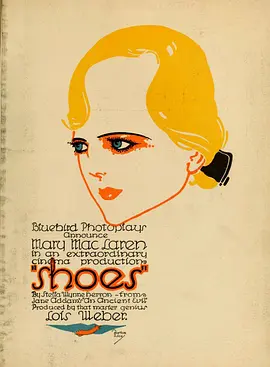 Bluebird Photoplays
Announce
Mary MacLaren
in an extraordinary
cinema production
"shoes"
By Stella Wynne Herron - from
Jane Addams' An Ancient Evil
Produced by that master genius
Lois Weber